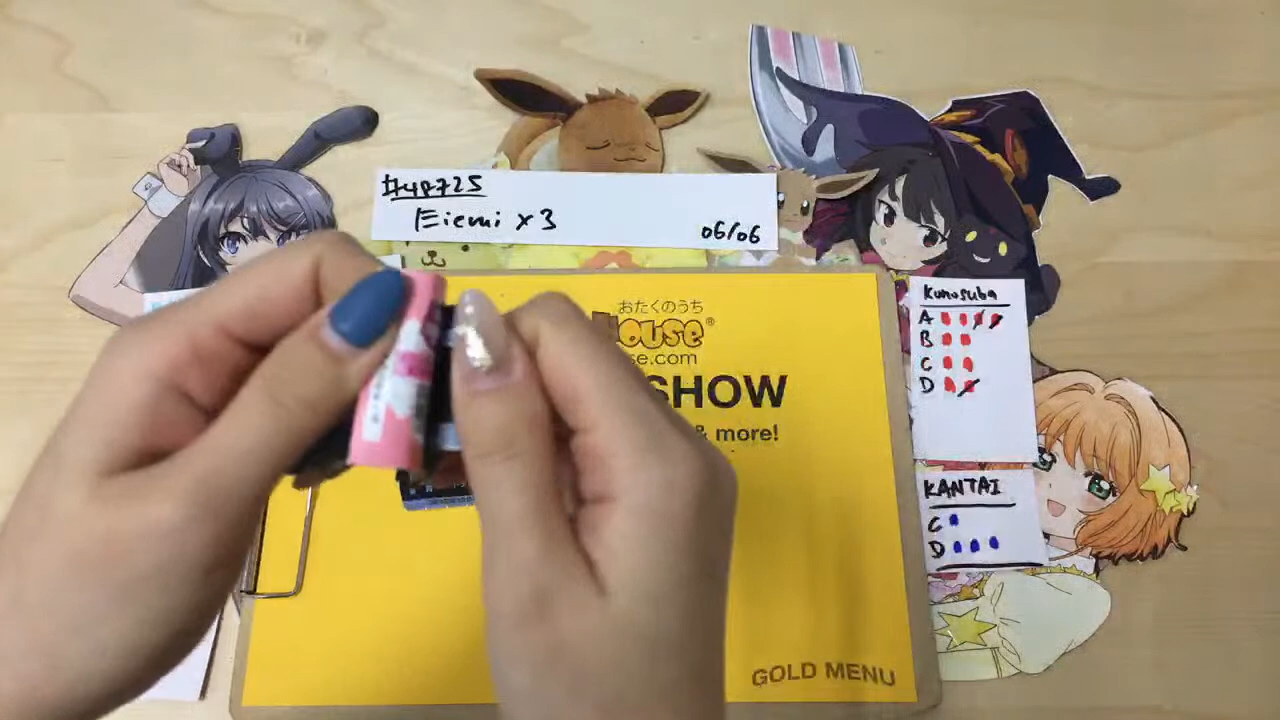 #48725
Eiemi x3
06/06
おたくのうち
House®
se.com
SHOW
& more!
GOLD MENU
Konosuba
A
B
C
D
KANTAI
C
D